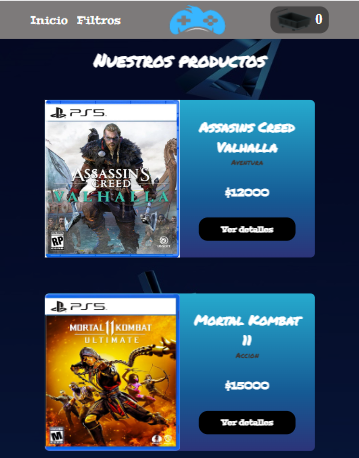 Inicio Filtros
0
Nuestros productos
PS5
ASSASSIN'S
CREED
VALHALLA
RP
Assasins Creed
Valhalla
Aventura
$12000
Ver detalles
PS5
MORTAL KOMBAT
11
ULTIMATE
M
Mortal Kombat
11
Accion
$15000
Ver detalles